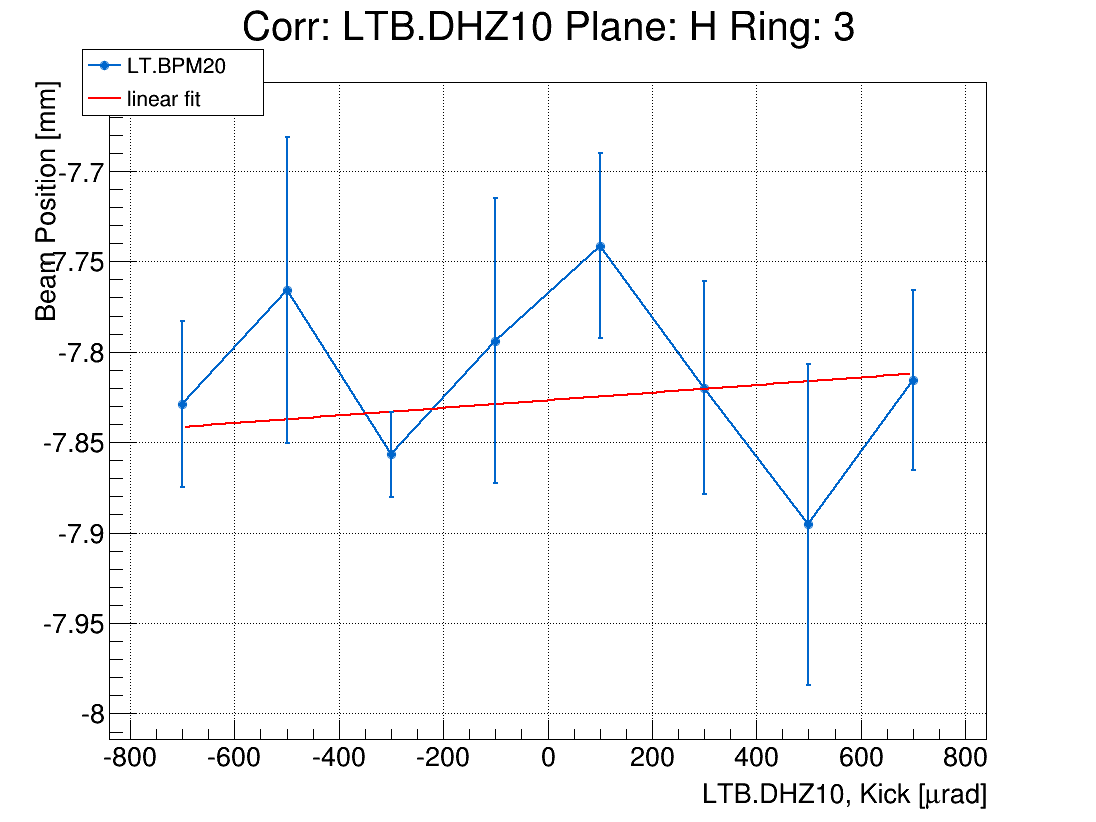 Corr: LTB.DHZ10 Plane: H Ring: 3
LT.BPM20
linear fit
Beam Position [mm]
-7.7
-7.75
-7.8
-7.85
-7.9
-7.95
-8
-800 -600 -400 -200 0 200 400 600 800
LTB.DHZ10, Kick [μrad]